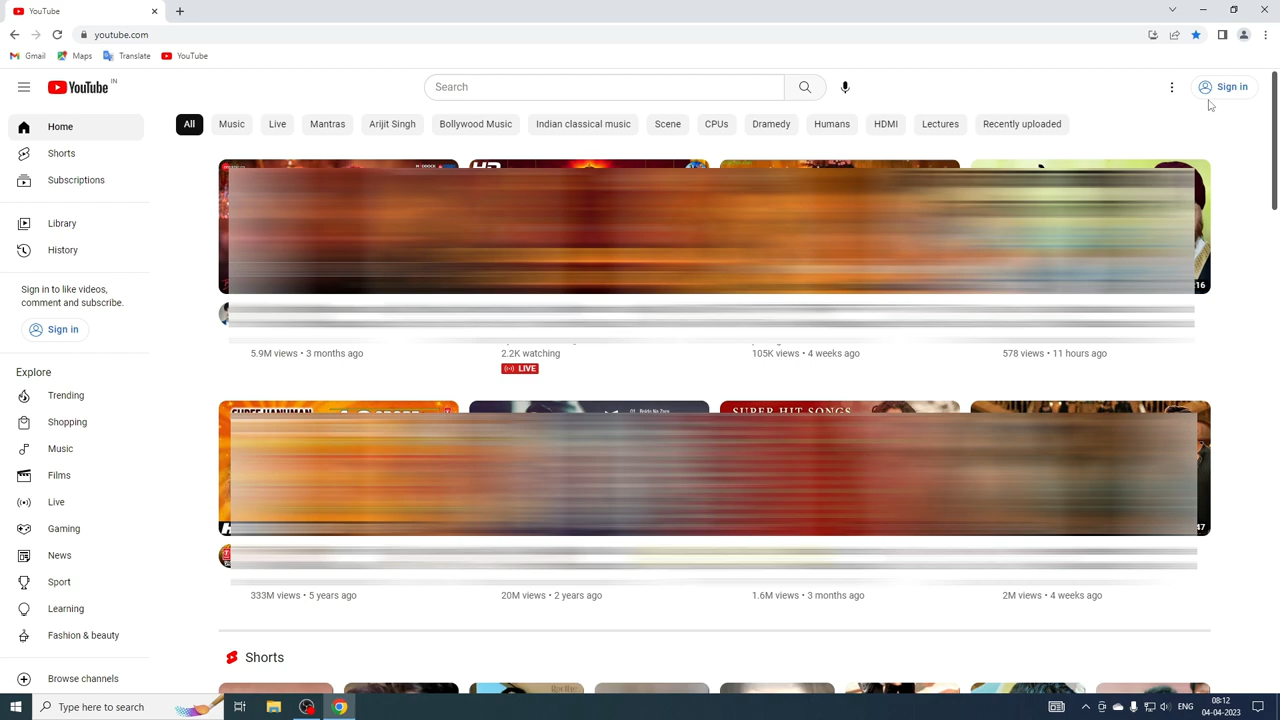 YouTube
youtube.com
Gmail Maps Translate YouTube
YouTube IN
Search
Sign in
All Music Live Mantras Arijit Singh Bollywood Music Indian classical music Scene CPUs Dramedy Humans HDMI Lectures Recently uploaded
Home
Shorts
Subscriptions
Library
History
Sign in to like videos,
comment and subscribe.
Sign in
Explore
Trending
Shopping
Music
Films
Live
Gaming
News
Sport
Learning
Fashion & beauty
Browse channels
5.9M views • 3 months ago
2.2K watching
LIVE
105K views • 4 weeks ago
578 views • 11 hours ago
SUPER HIT SONGS
333M views • 5 years ago
20M views • 2 years ago
1.6M views • 3 months ago
2M views • 4 weeks ago
Shorts
Type here to search
ENG
08:12
04-04-2023